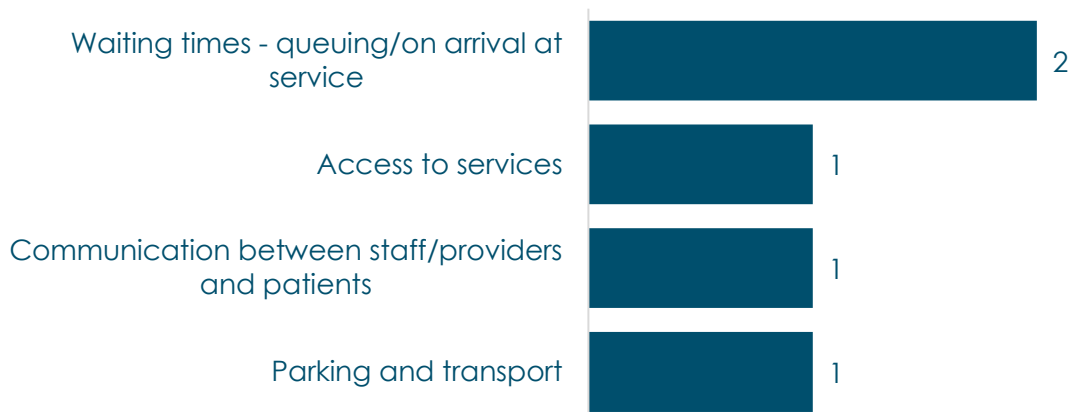 Waiting times - queuing/on arrival at
service
2
Access to services
1
Communication between staff/providers
and patients
1
Parking and transport
1